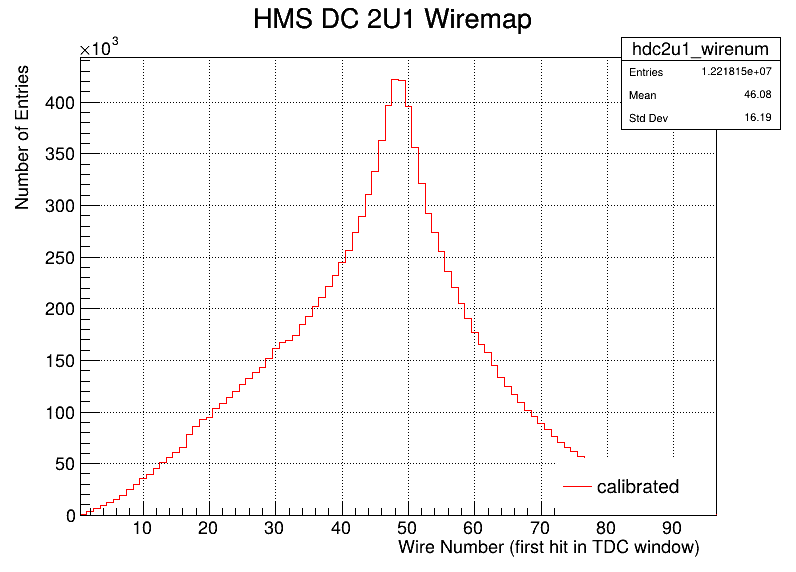 HMS DC 2U1 Wiremap
hdc2u1_wirenum
Entries 1.221815e+07
Mean 46.08
Std Dev 16.19
×10³
Number of Entries
400
350
300
250
200
150
100
50
0
calibrated
10 20 30 40 50 60 70 80 90
Wire Number (first hit in TDC window)